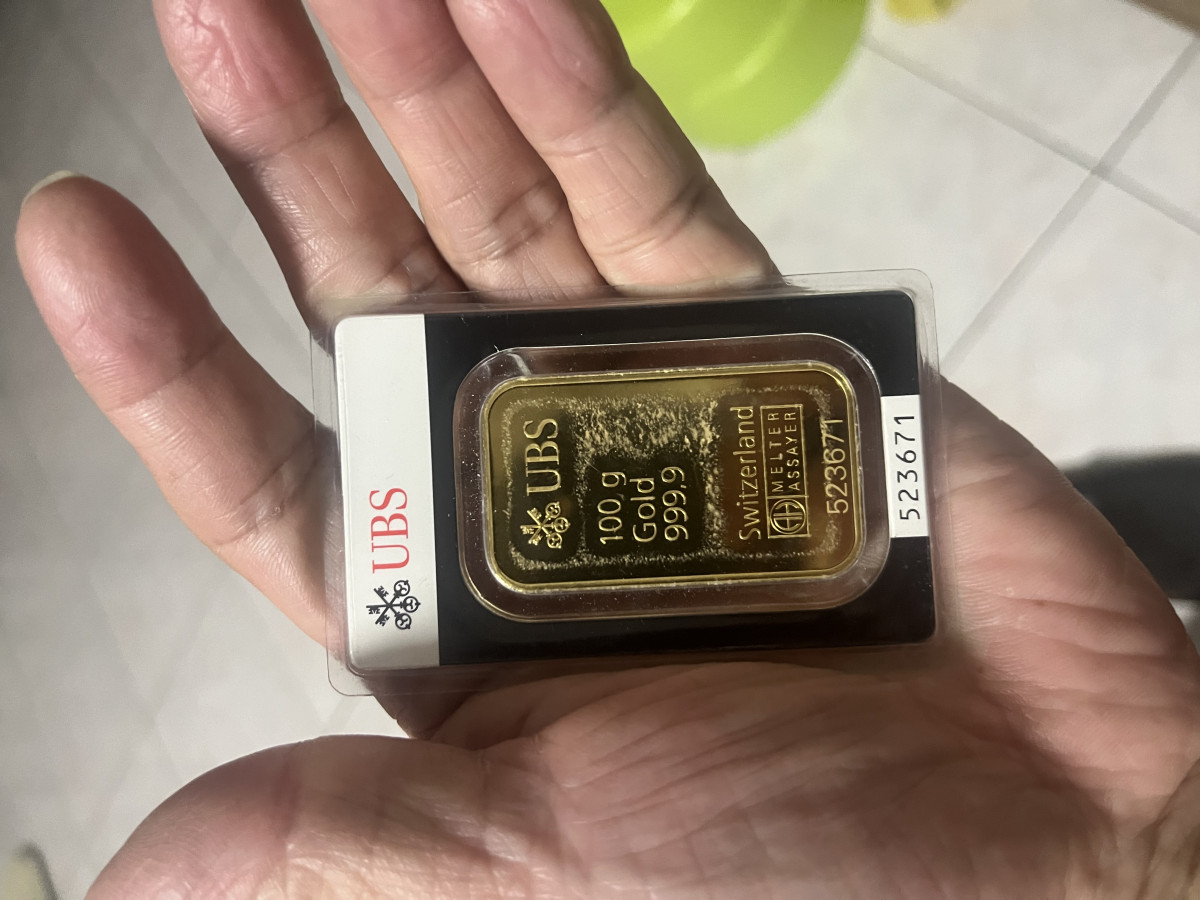 UBS
UBS
100 g
Gold
999.9
Switzerland
MELTER
ASSAYER
523671
523671